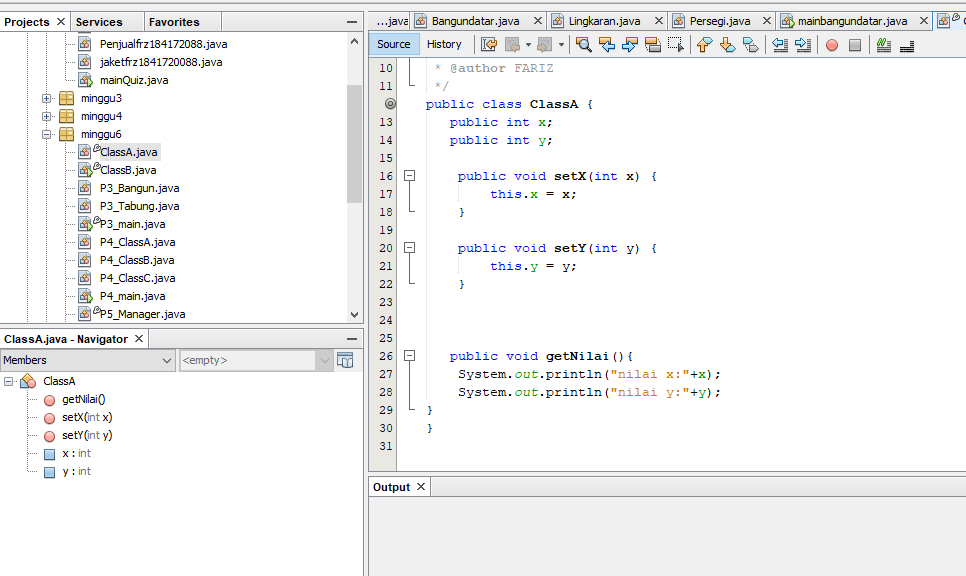 Projects Services Favorites
Penjualfrz184172088.java
jaketfrz1841720088.java
mainQuiz.java
minggu3
minggu4
minggu6
ClassA.java
ClassB.java
P3_Bangun.java
P3_Tabung.java
P3_main.java
P4_ClassA.java
P4_ClassB.java
P4_ClassC.java
P4_main.java
P5_Manager.java
ClassA.java - Navigator
Members <empty>
ClassA
getNilai()
setX(int x)
setY(int y)
x : int
y : int
...java Bangundatar.java Lingkaran.java Persegi.java mainbangundatar.java
Source History
10 * @author FARIZ
11 */
public class ClassA {
13 public int x;
14 public int y;
15
16 public void setX(int x) {
17 this.x = x;
18 }
19
20 public void setY(int y) {
21 this.y = y;
22 }
23
24
25
26 public void getNilai(){
27 System.out.println("nilai x:"+x);
28 System.out.println("nilai y:"+y);
29 }
30 }
31
Output